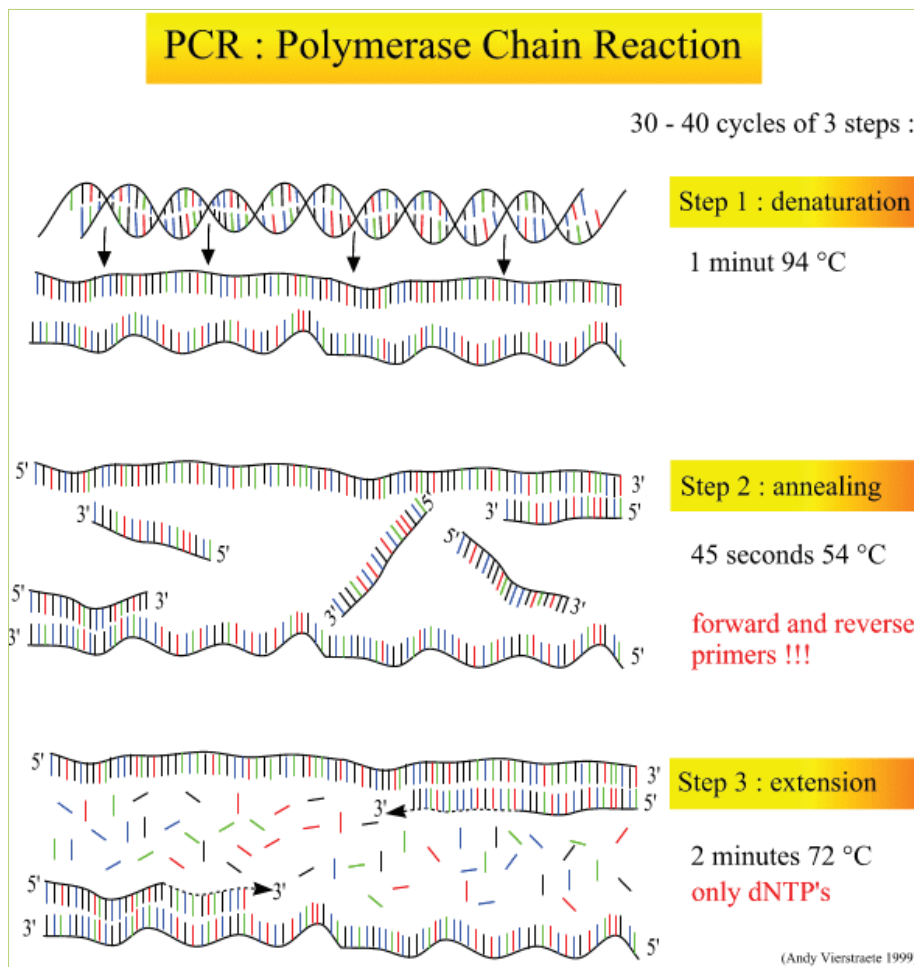 PCR : Polymerase Chain Reaction
30 - 40 cycles of 3 steps :
Step 1 : denaturation
1 minut 94 °C
5'
3'
Step 2 : annealing
3'
5'
5'
3'
5'
5'
45 seconds 54 °C
5'
3'
3'
3'
3'
forward and reverse
primers !!!
5'
5'
3'
Step 3 : extension
3'
5'
2 minutes 72 °C
5'
3'
only dNTP's
3'
5'
(Andy Vierstraete 1999